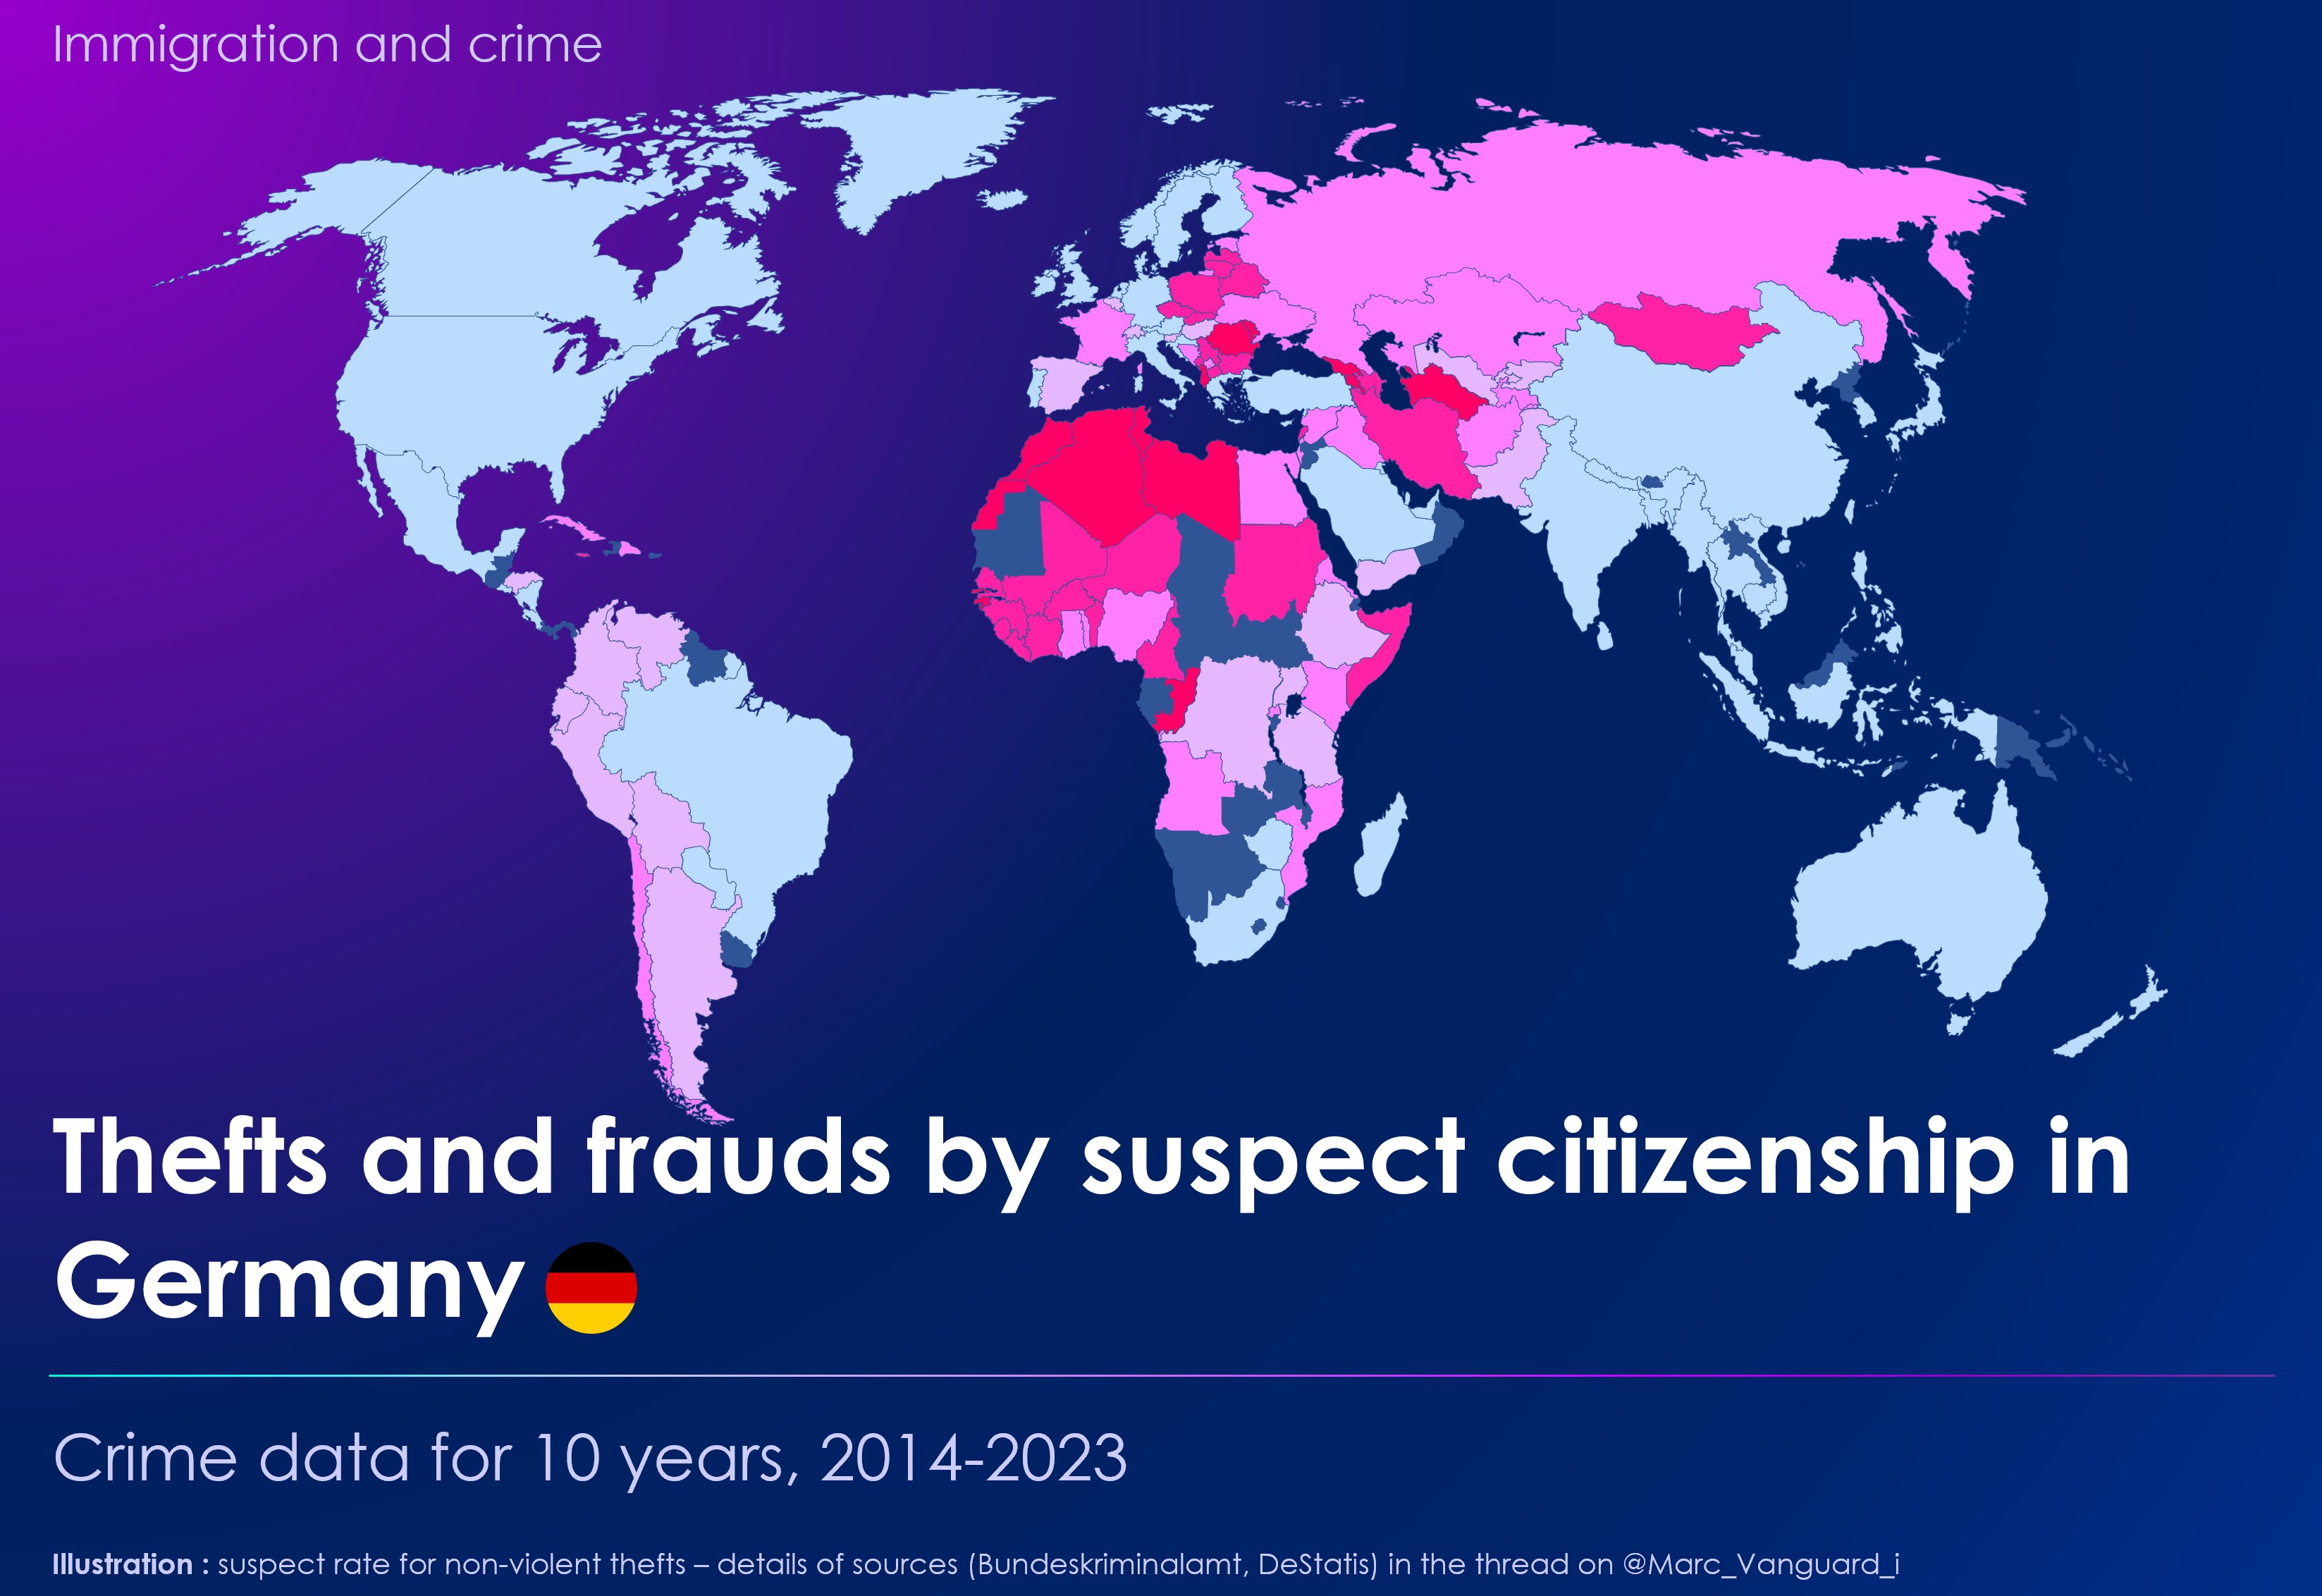 Immigration and crime
Thefts and frauds by suspect citizenship in
Germany
Crime data for 10 years, 2014-2023
Illustration : suspect rate for non-violent thefts – details of sources (Bundeskriminalamt, DeStatis) in the thread on @Marc_Vanguard_i